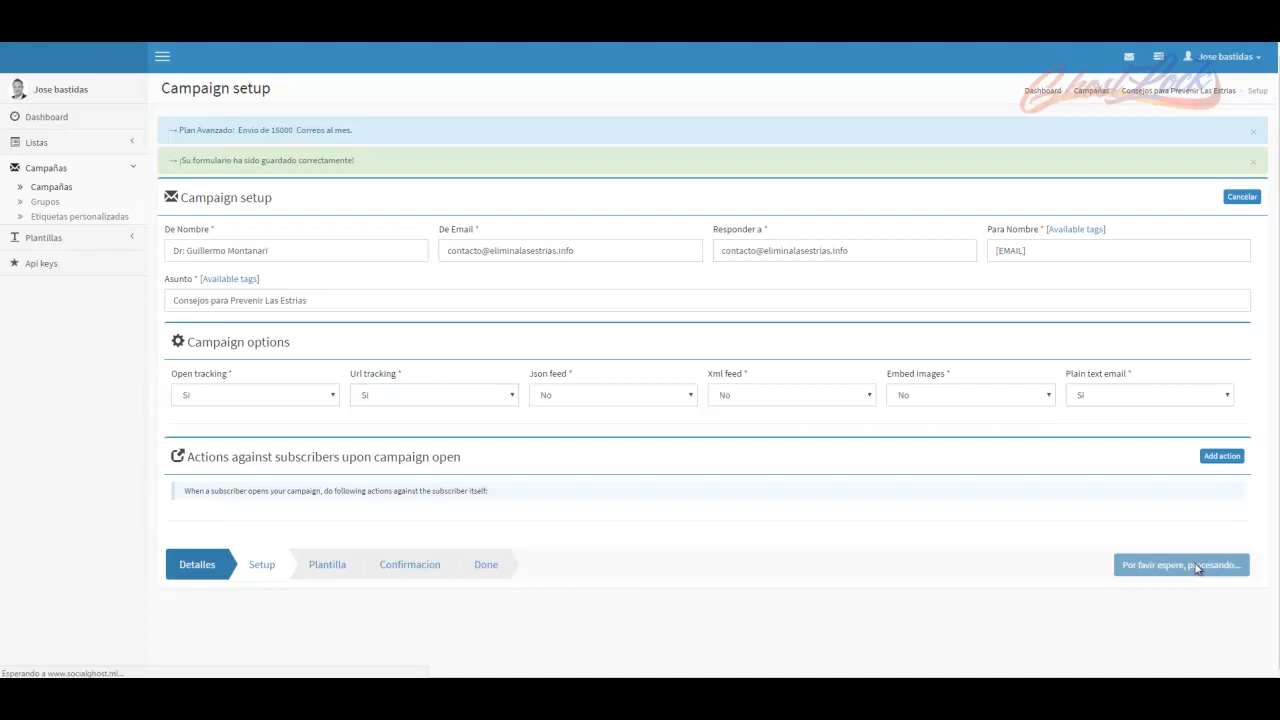 Jose bastidas
Ghost Rock
Jose bastidas
Campaign setup
Dashboard Campañas Consejos para Prevenir Las Estrias Setup
Dashboard
Listas
Campañas
Campañas
Grupos
Etiquetas personalizadas
Plantillas
Api keys
→ Plan Avanzado: Envio de 15000 Correos al mes. ×
→ ¡Su formulario ha sido guardado correctamente! ×
Campaign setup Cancelar
De Nombre * De Email * Responder a * Para Nombre * [Available tags]
Dr: Guillermo Montanari contacto@eliminalasestrias.info contacto@eliminalasestrias.info [EMAIL]
Asunto * [Available tags]
Consejos para Prevenir Las Estrias
Campaign options
Open tracking * Url tracking * Json feed * Xml feed * Embed images * Plain text email *
Si Si No No No Si
Actions against subscribers upon campaign open Add action
When a subscriber opens your campaign, do following actions against the subscriber itself:
Detalles Setup Plantilla Confirmacion Done Por favir espere, procesando...
Esperando a www.socialghost.ml...